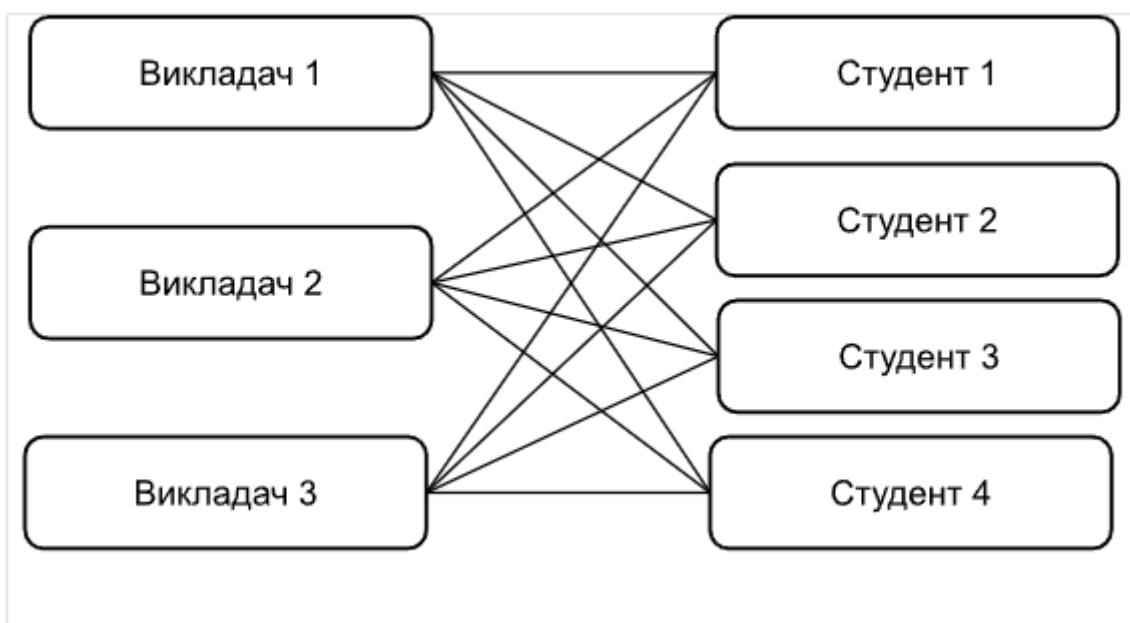 Викладач 1
Студент 1
Студент 2
Викладач 2
Студент 3
Викладач 3
Студент 4